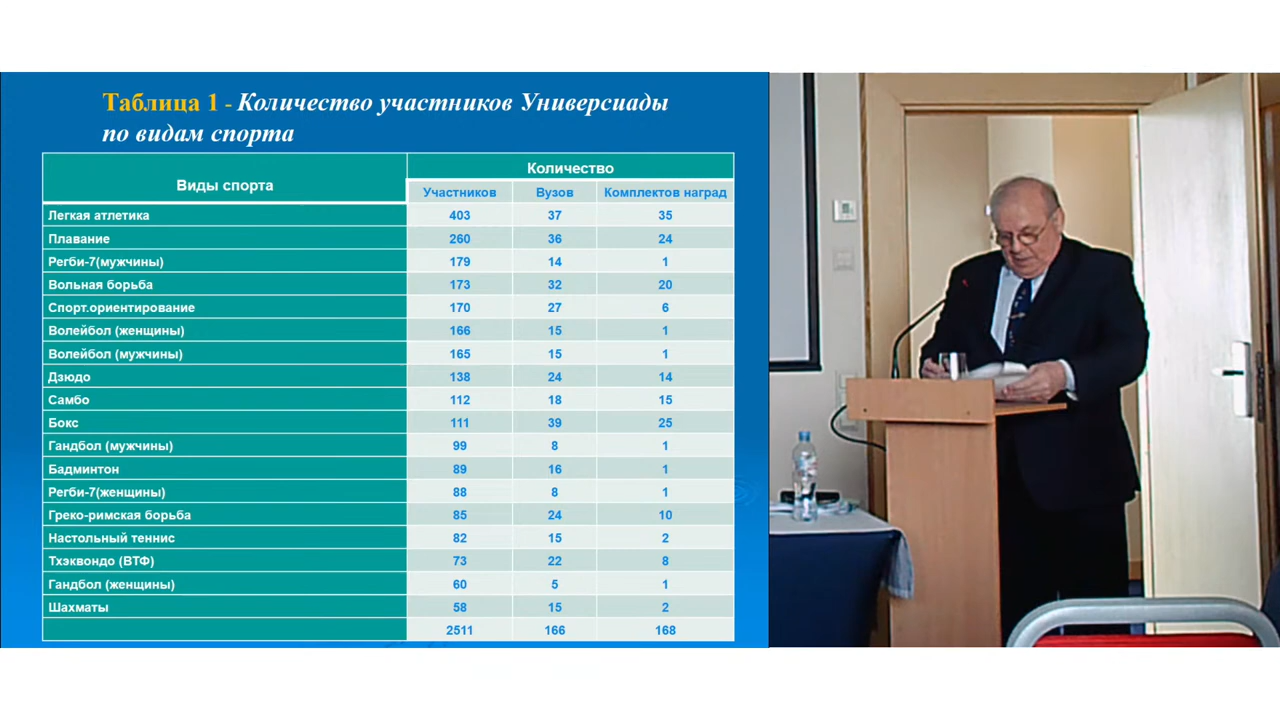 Таблица 1 - Количество участников Универсиады
по видам спорта
Виды спорта Количество
Участников Вузов Комплектов наград
Легкая атлетика 403 37 35
Плавание 260 36 24
Регби-7(мужчины) 179 14 1
Вольная борьба 173 32 20
Спорт.ориентирование 170 27 6
Волейбол (женщины) 166 15 1
Волейбол (мужчины) 165 15 1
Дзюдо 138 24 14
Самбо 112 18 15
Бокс 111 39 25
Гандбол (мужчины) 99 8 1
Бадминтон 89 16 1
Регби-7(женщины) 88 8 1
Греко-римская борьба 85 24 10
Настольный теннис 82 15 2
Тхэквондо (ВТФ) 73 22 8
Гандбол (женщины) 60 5 1
Шахматы 58 15 2
2511 166 168